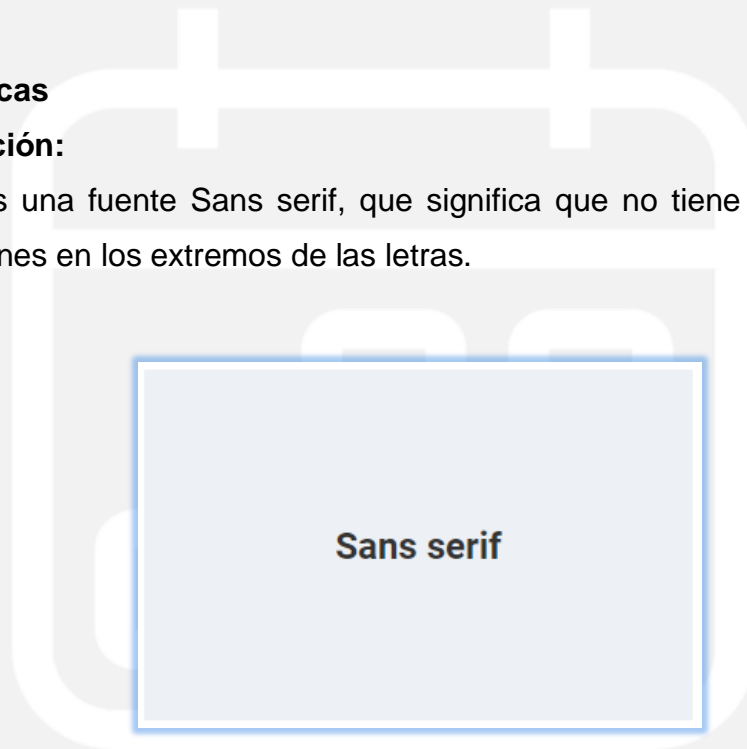 cas
ción:
s una fuente Sans serif, que significa que no tiene
nes en los extremos de las letras.
Sans serif